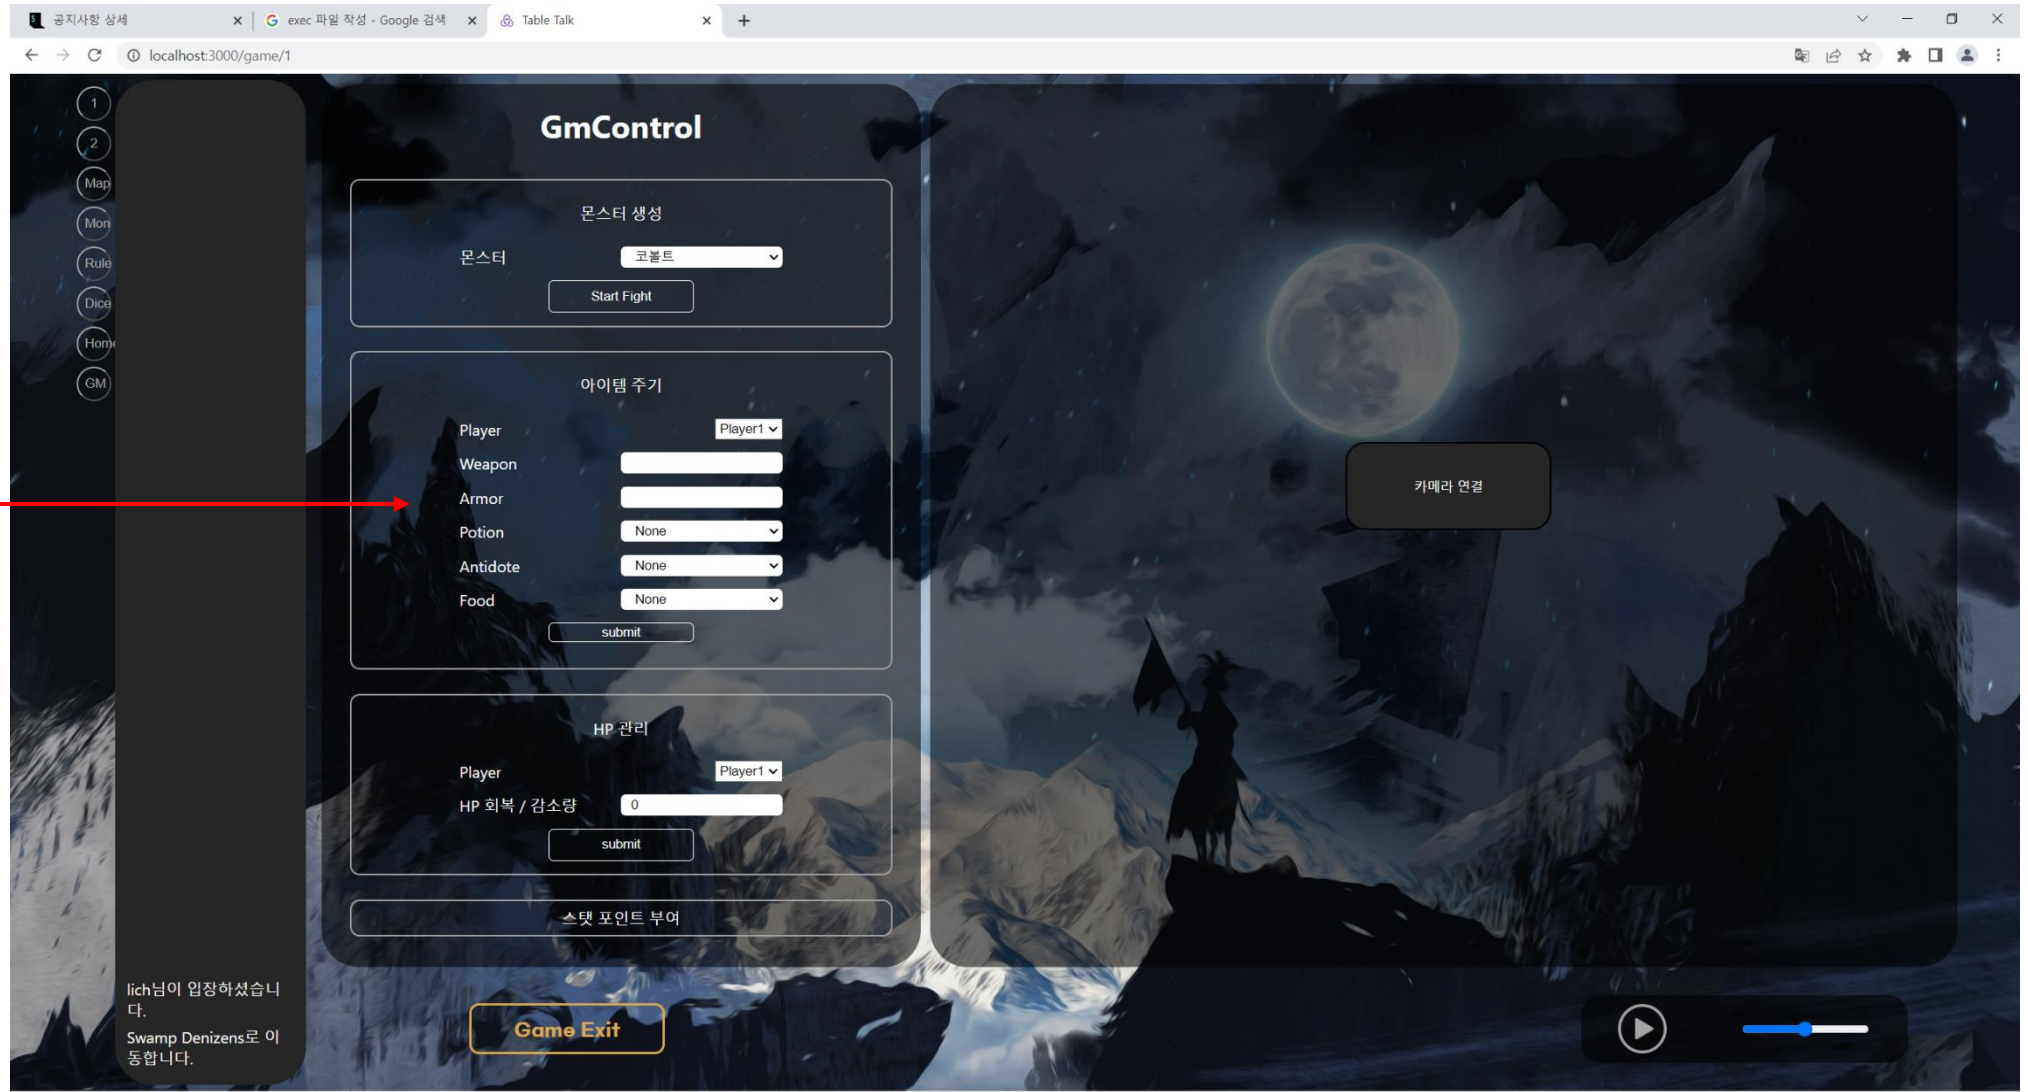 공지사항 상세
exec 파일 작성 - Google 검색
Table Talk
localhost:3000/game/1
1
2
Map
Mon
Rule
Dice
Home
GM
GmControl
몬스터 생성
몬스터 코볼트
Start Fight
아이템 주기
Player Player1
Weapon
Armor
Potion None
Antidote None
Food None
submit
HP 관리
Player Player1
HP 회복 / 감소량 0
submit
스탯 포인트 부여
카메라 연결
lich님이 입장하셨습니
다.
Swamp Denizens로 이
동합니다.
Game Exit